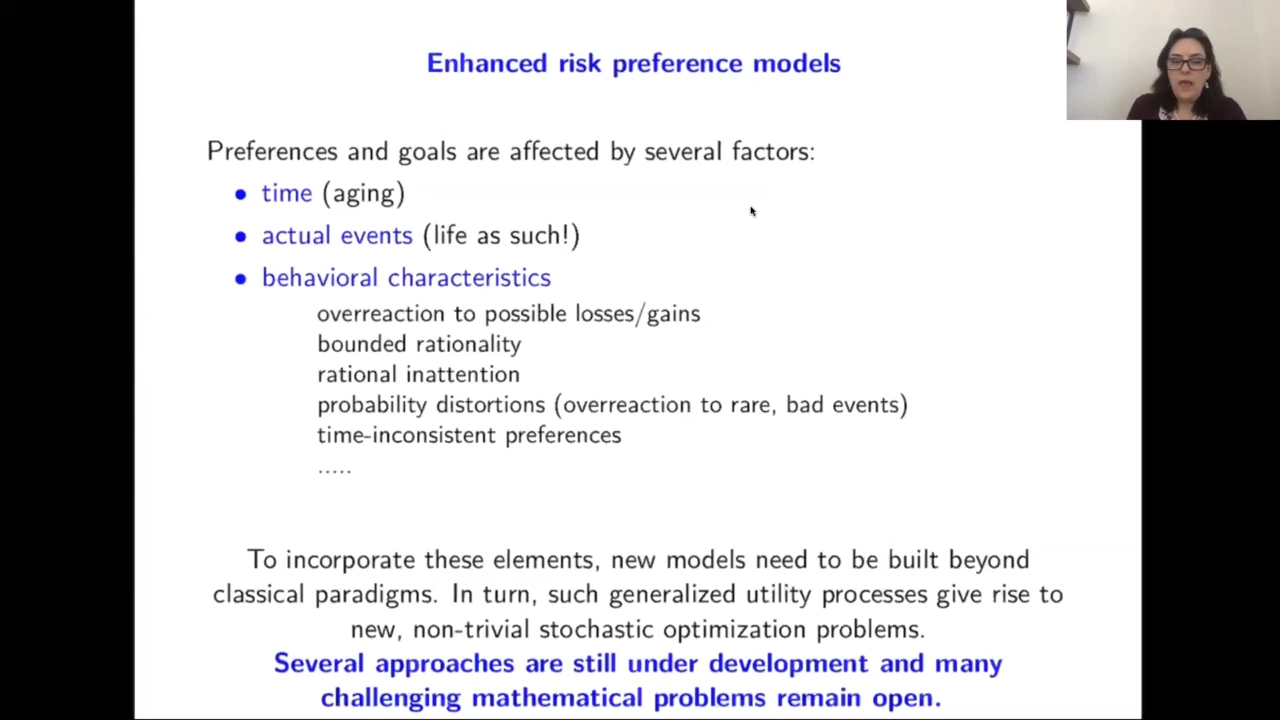 Enhanced risk preference models
Preferences and goals are affected by several factors:
• time (aging)
• actual events (life as such!)
• behavioral characteristics
overreaction to possible losses/gains
bounded rationality
rational inattention
probability distortions (overreaction to rare, bad events)
time-inconsistent preferences
.....
To incorporate these elements, new models need to be built beyond
classical paradigms. In turn, such generalized utility processes give rise to
new, non-trivial stochastic optimization problems.
Several approaches are still under development and many
challenging mathematical problems remain open.